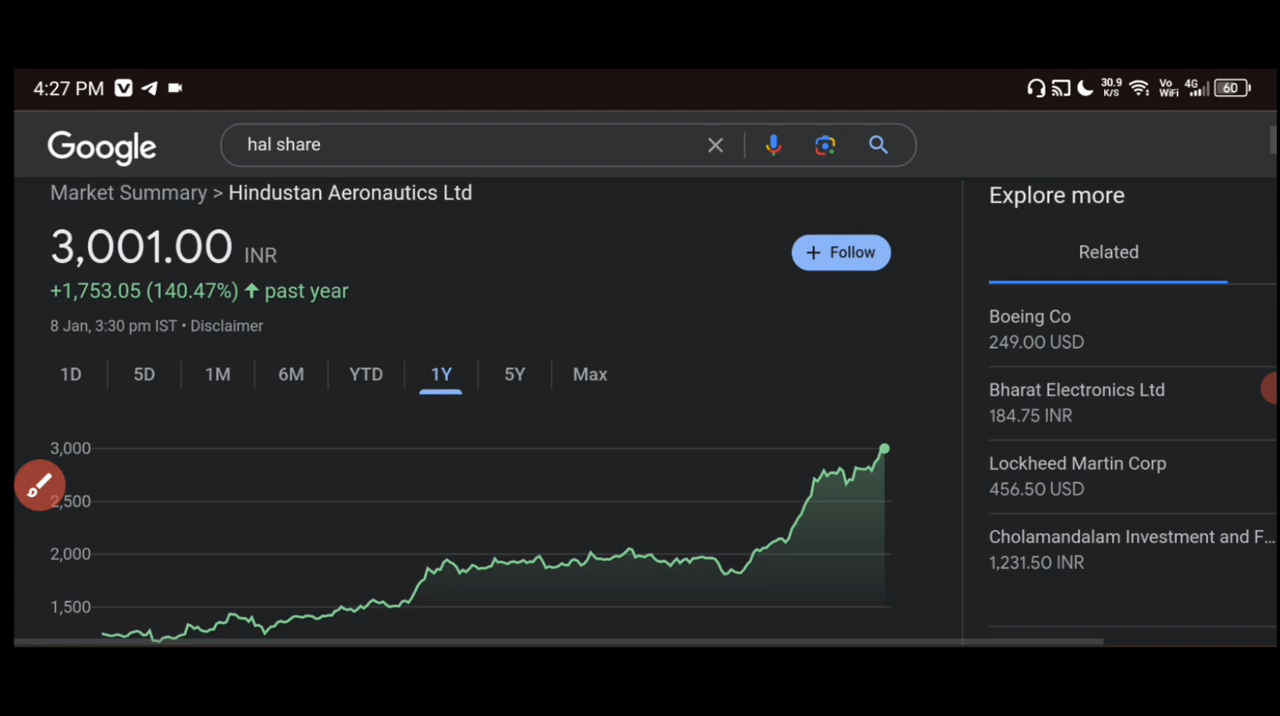 4:27 PM
30.9 K/S
Vo WiFi
4G
60
Google
hal share
Market Summary > Hindustan Aeronautics Ltd
3,001.00 INR
+ Follow
+1,753.05 (140.47%) ↑ past year
8 Jan, 3:30 pm IST • Disclaimer
1D 5D 1M 6M YTD 1Y 5Y Max
3,000
2,500
2,000
1,500
Explore more
Related
Boeing Co
249.00 USD
Bharat Electronics Ltd
184.75 INR
Lockheed Martin Corp
456.50 USD
Cholamandalam Investment and F...
1,231.50 INR